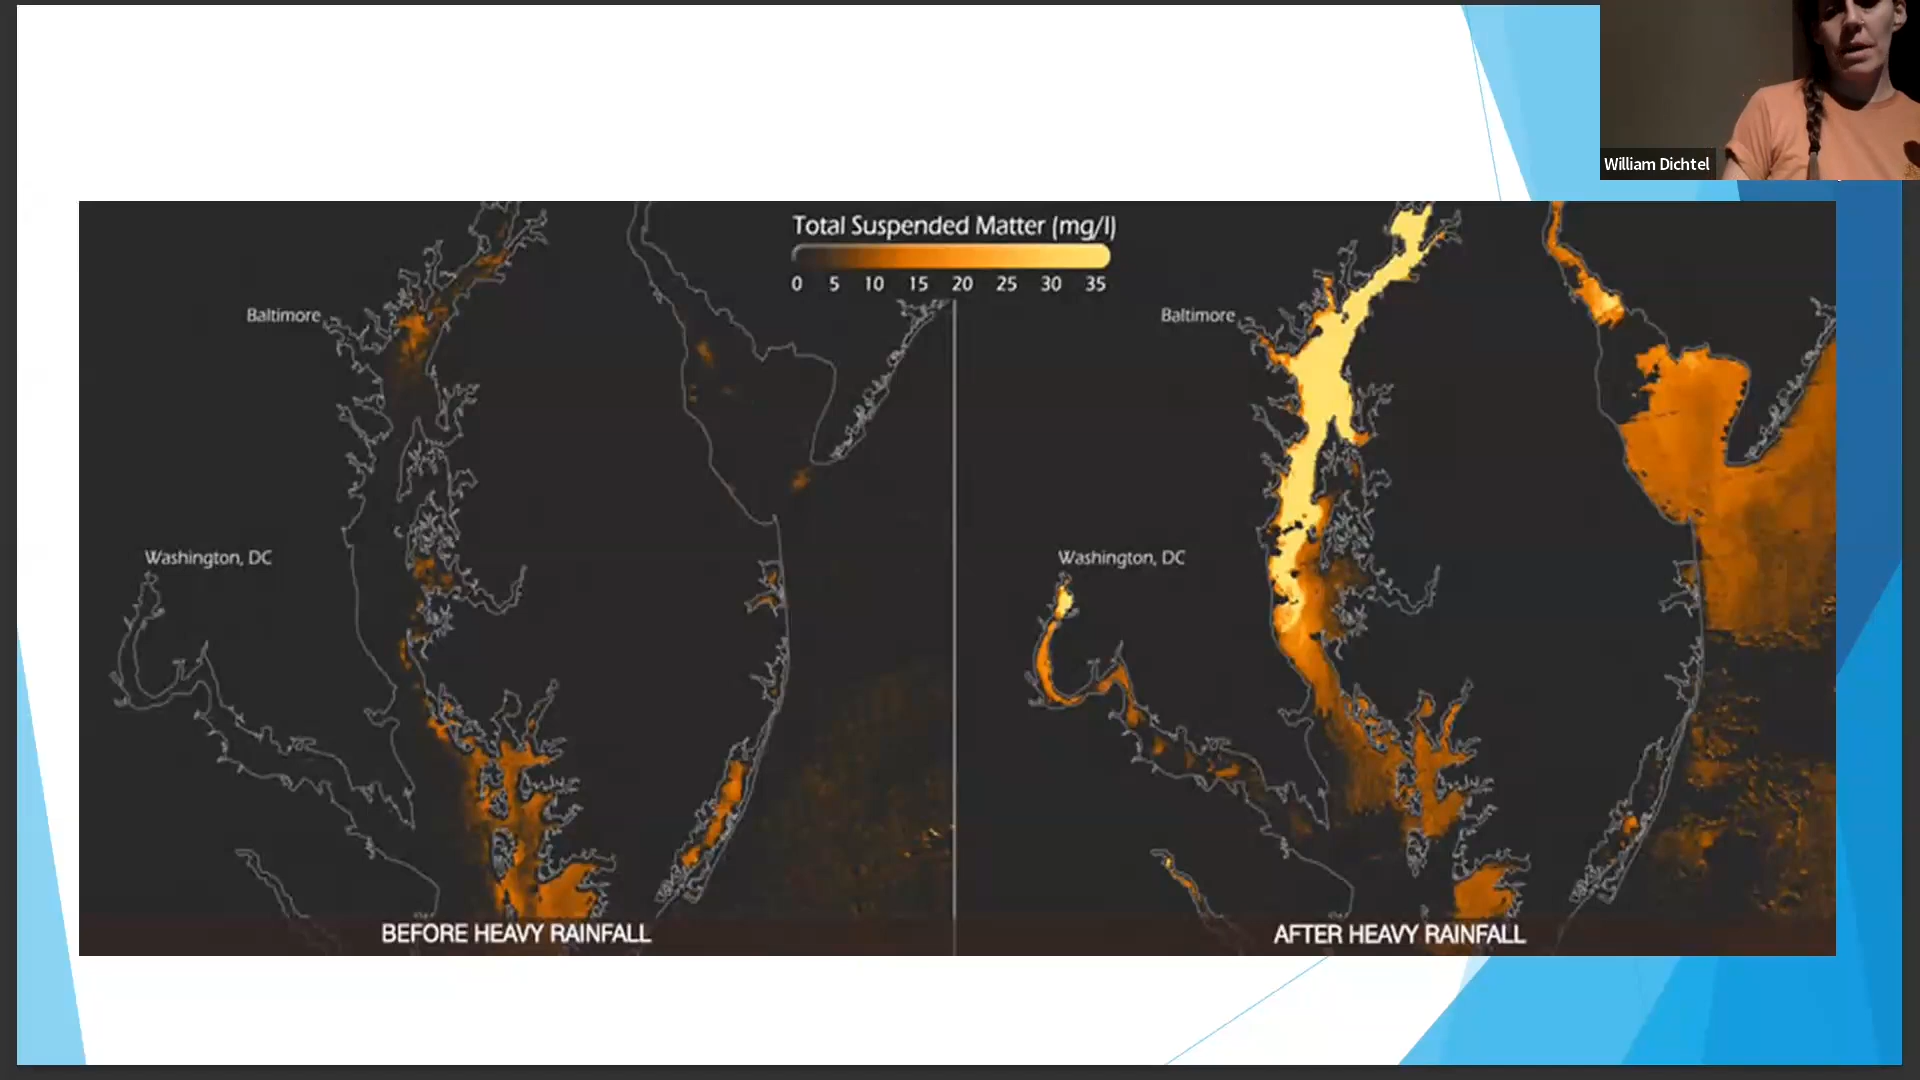 William Dichtel
Total Suspended Matter (mg/l)
0 5 10 15 20 25 30 35
Baltimore
Baltimore
Washington, DC
Washington, DC
BEFORE HEAVY RAINFALL
AFTER HEAVY RAINFALL